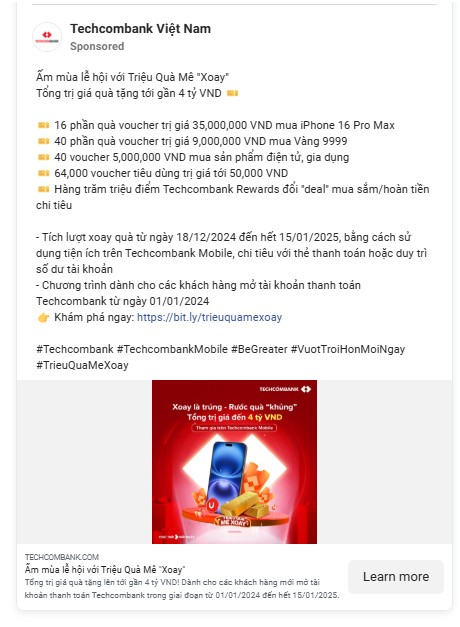 Techcombank Việt Nam
Sponsored
Ấm mùa lễ hội với Triệu Quà Mê "Xoay"
Tổng trị giá quà tặng tới gần 4 tỷ VND 🎫
🎫 16 phần quà voucher trị giá 35,000,000 VND mua iPhone 16 Pro Max
🎫 40 phần quà voucher trị giá 9,000,000 VND mua Vàng 9999
🎫 40 voucher 5,000,000 VND mua sản phẩm điện tử, gia dụng
🎫 64,000 voucher tiêu dùng trị giá tới 50,000 VND
🎫 Hàng trăm triệu điểm Techcombank Rewards đổi "deal" mua sắm/hoàn tiền
chi tiêu
- Tích lượt xoay quà từ ngày 18/12/2024 đến hết 15/01/2025, bằng cách sử
dụng tiện ích trên Techcombank Mobile, chi tiêu với thẻ thanh toán hoặc duy trì
số dư tài khoản
- Chương trình dành cho các khách hàng mở tài khoản thanh toán
Techcombank từ ngày 01/01/2024
👉 Khám phá ngay: https://bit.ly/trieuquamexoay
#Techcombank #TechcombankMobile #BeGreater #VuotTroiHonMoiNgay
#TrieuQuaMeXoay
TECHCOMBANK
Xoay là trúng - Rước quà "khủng"
Tổng trị giá đến 4 tỷ VND
Tham gia trên Techcombank Mobile
MÊ XOAY
TECHCOMBANK.COM
Ấm mùa lễ hội với Triệu Quà Mê "Xoay"
Tổng trị giá quà tặng lên tới gần 4 tỷ VND! Dành cho các khách hàng mới mở tài
khoản thanh toán Techcombank trong giai đoạn từ 01/01/2024 đến hết 15/01/2025.
Learn more